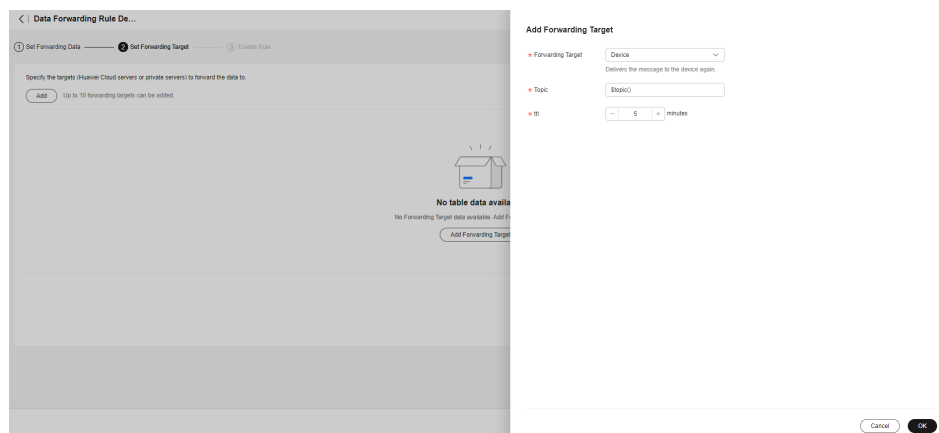 Data Forwarding Rule De...
1 Set Forwarding Data 2 Set Forwarding Target 3 Enable Rule
Specify the targets (Huawei Cloud servers or private servers) to forward the data to.
Add Up to 10 forwarding targets can be added.
No table data availa
No Forwarding Target data available. Add F
Add Forwarding Target
Add Forwarding Target
* Forwarding Target Device
Delivers the message to the device again.
* Topic $topic()
* ttl − 5 + minutes
Cancel OK